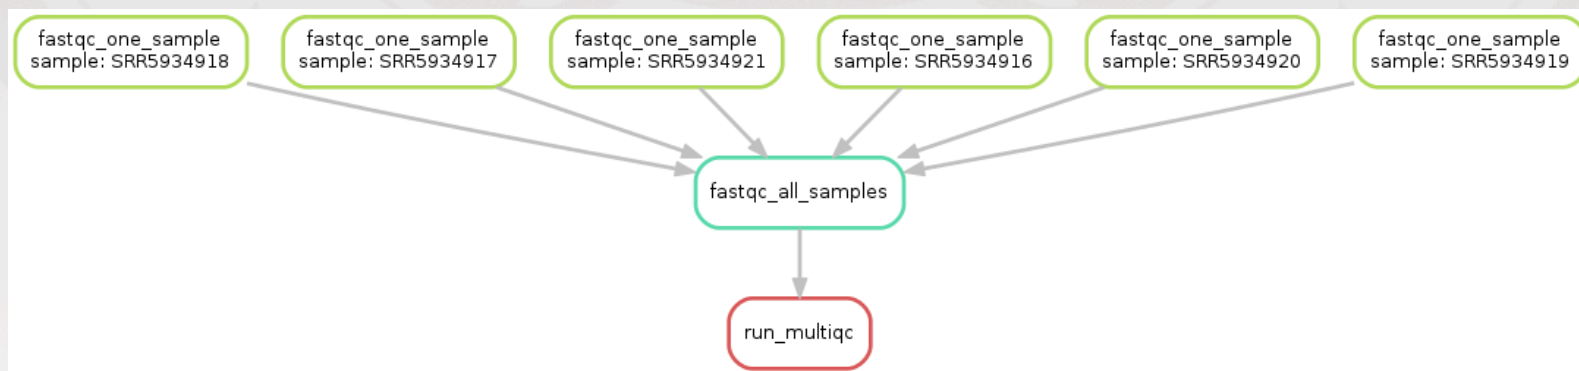 fastqc_one_sample
sample: SRR5934918
fastqc_one_sample
sample: SRR5934917
fastqc_one_sample
sample: SRR5934921
fastqc_one_sample
sample: SRR5934916
fastqc_one_sample
sample: SRR5934920
fastqc_one_sample
sample: SRR5934919
fastqc_all_samples
run_multiqc